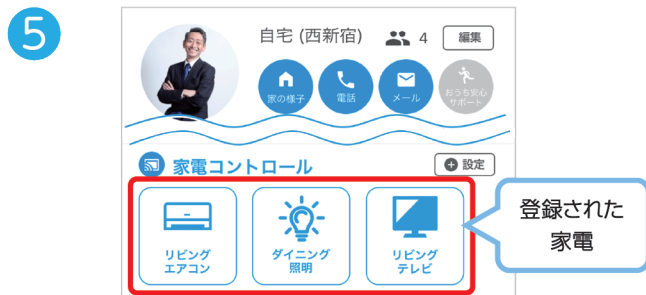 5
自宅 (西新宿) 4 編集
家の様子 電話 メール おうち安心
サポート
家電コントロール + 設定
リビング
エアコン
ダイニング
照明
リビング
テレビ
登録された
家電